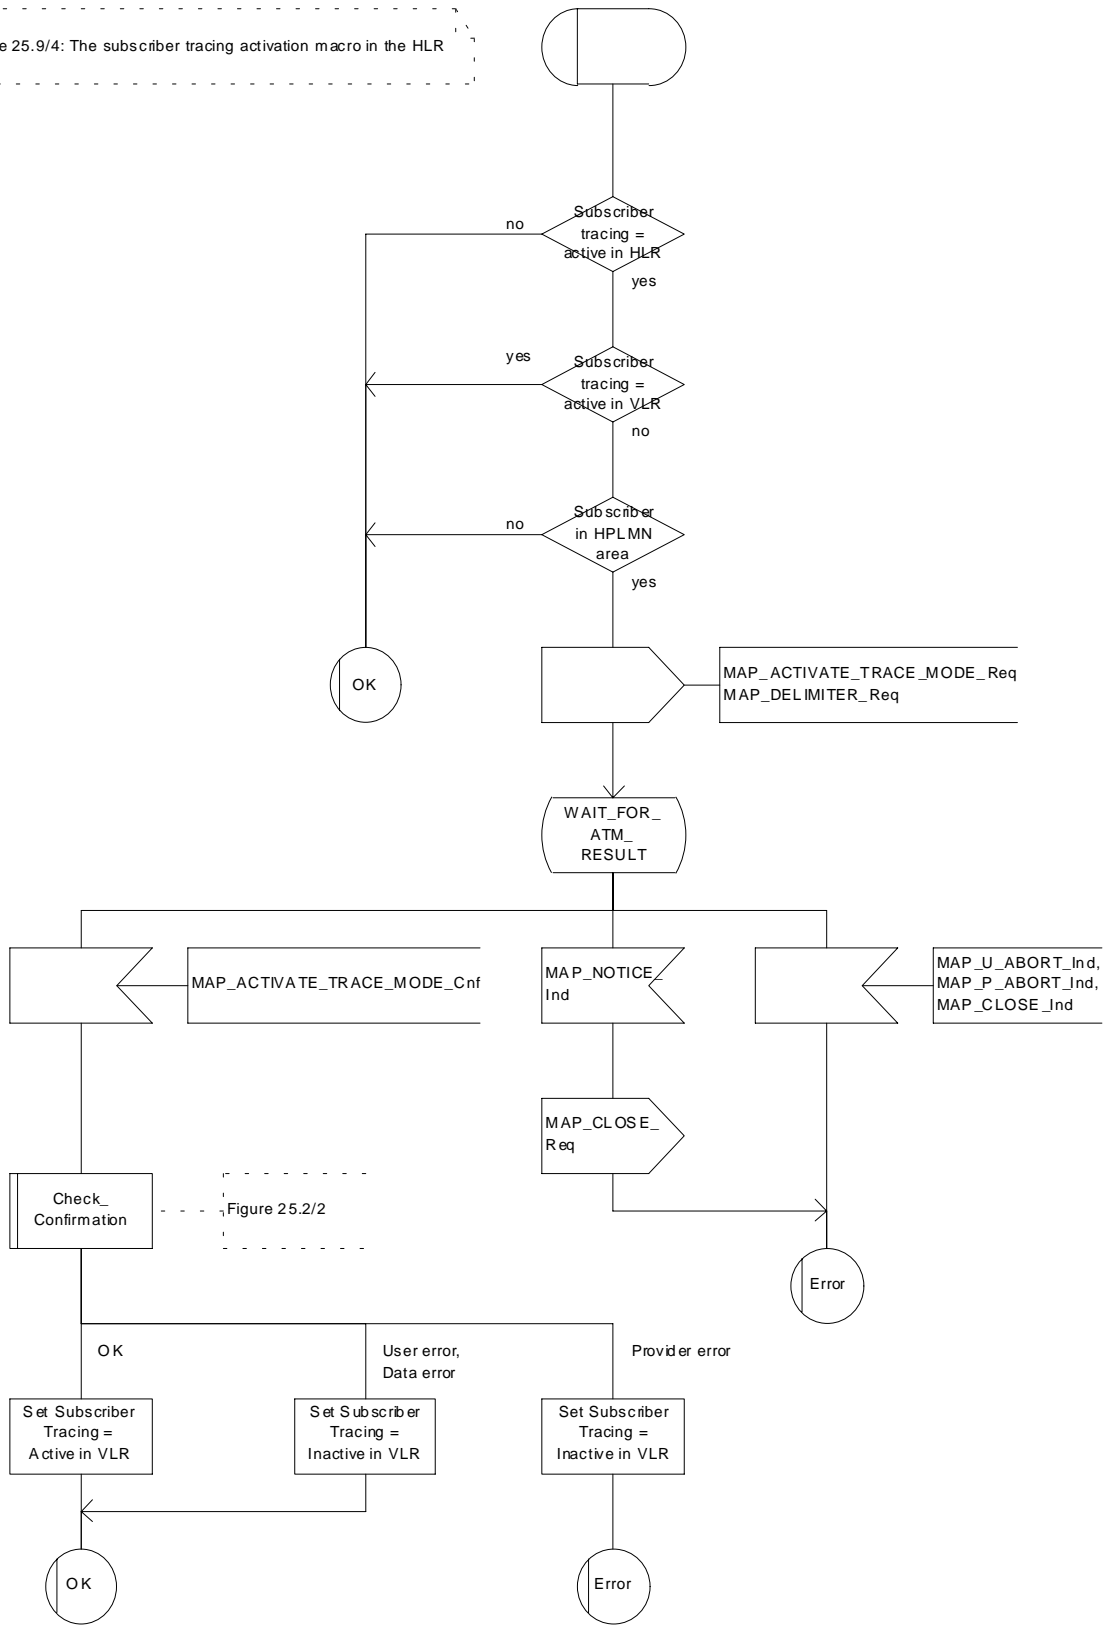 e 25.9/4: The subscriber tracing activation macro in the HLR
Subscriber
tracing =
active in HLR
no
yes
Subscriber
tracing =
active in VLR
yes
no
Subscriber
in HPLMN
area
no
yes
OK
MAP_ACTIVATE_TRACE_MODE_Req
MAP_DELIMITER_Req
WAIT_FOR_
ATM_
RESULT
MAP_ACTIVATE_TRACE_MODE_Cnf
MAP_NOTICE_
Ind
MAP_U_ABORT_Ind,
MAP_P_ABORT_Ind,
MAP_CLOSE_Ind
MAP_CLOSE_
Req
Check_
Confirmation
Figure 25.2/2
Error
OK
User error,
Data error
Provider error
Set Subscriber
Tracing =
Active in VLR
Set Subscriber
Tracing =
Inactive in VLR
Set Subscriber
Tracing =
Inactive in VLR
OK
Error